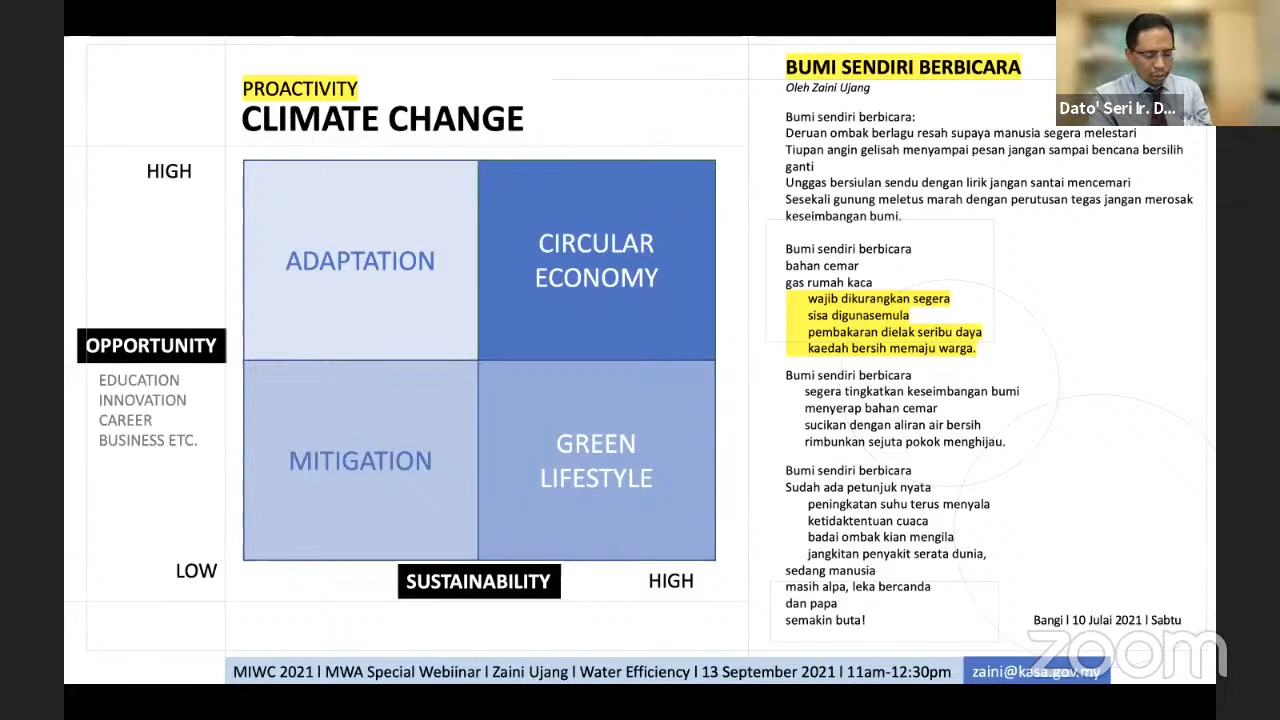 PROACTIVITY
CLIMATE CHANGE
HIGH
ADAPTATION
CIRCULAR
ECONOMY
OPPORTUNITY
EDUCATION
INNOVATION
CAREER
BUSINESS ETC.
MITIGATION
GREEN
LIFESTYLE
LOW
SUSTAINABILITY
HIGH
BUMI SENDIRI BERBICARA
Oleh Zaini Ujang
Dato' Seri Ir. D...
Bumi sendiri berbicara:
Deruan ombak berlagu resah supaya manusia segera melestari
Tiupan angin gelisah menyampai pesan jangan sampai bencana bersilih
ganti
Unggas bersiulan sendu dengan lirik jangan santai mencemari
Sesekali gunung meletus marah dengan perutusan tegas jangan merosak
keseimbangan bumi.
Bumi sendiri berbicara
bahan cemar
gas rumah kaca
wajib dikurangkan segera
sisa digunasemula
pembakaran dielak seribu daya
kaedah bersih memaju warga.
Bumi sendiri berbicara
segera tingkatkan keseimbangan bumi
menyerap bahan cemar
sucikan dengan aliran air bersih
rimbunkan sejuta pokok menghijau.
Bumi sendiri berbicara
Sudah ada petunjuk nyata
peningkatan suhu terus menyala
ketidaktentuan cuaca
badai ombak kian mengila
jangkitan penyakit serata dunia,
sedang manusia
masih alpa, leka bercanda
dan papa
semakin buta!
Bangi l 10 Julai 2021 l Sabtu
zoom
MIWC 2021 l MWA Special Webiinar l Zaini Ujang l Water Efficiency l 13 September 2021 l 11am-12:30pm
zaini@kasa.gov.my